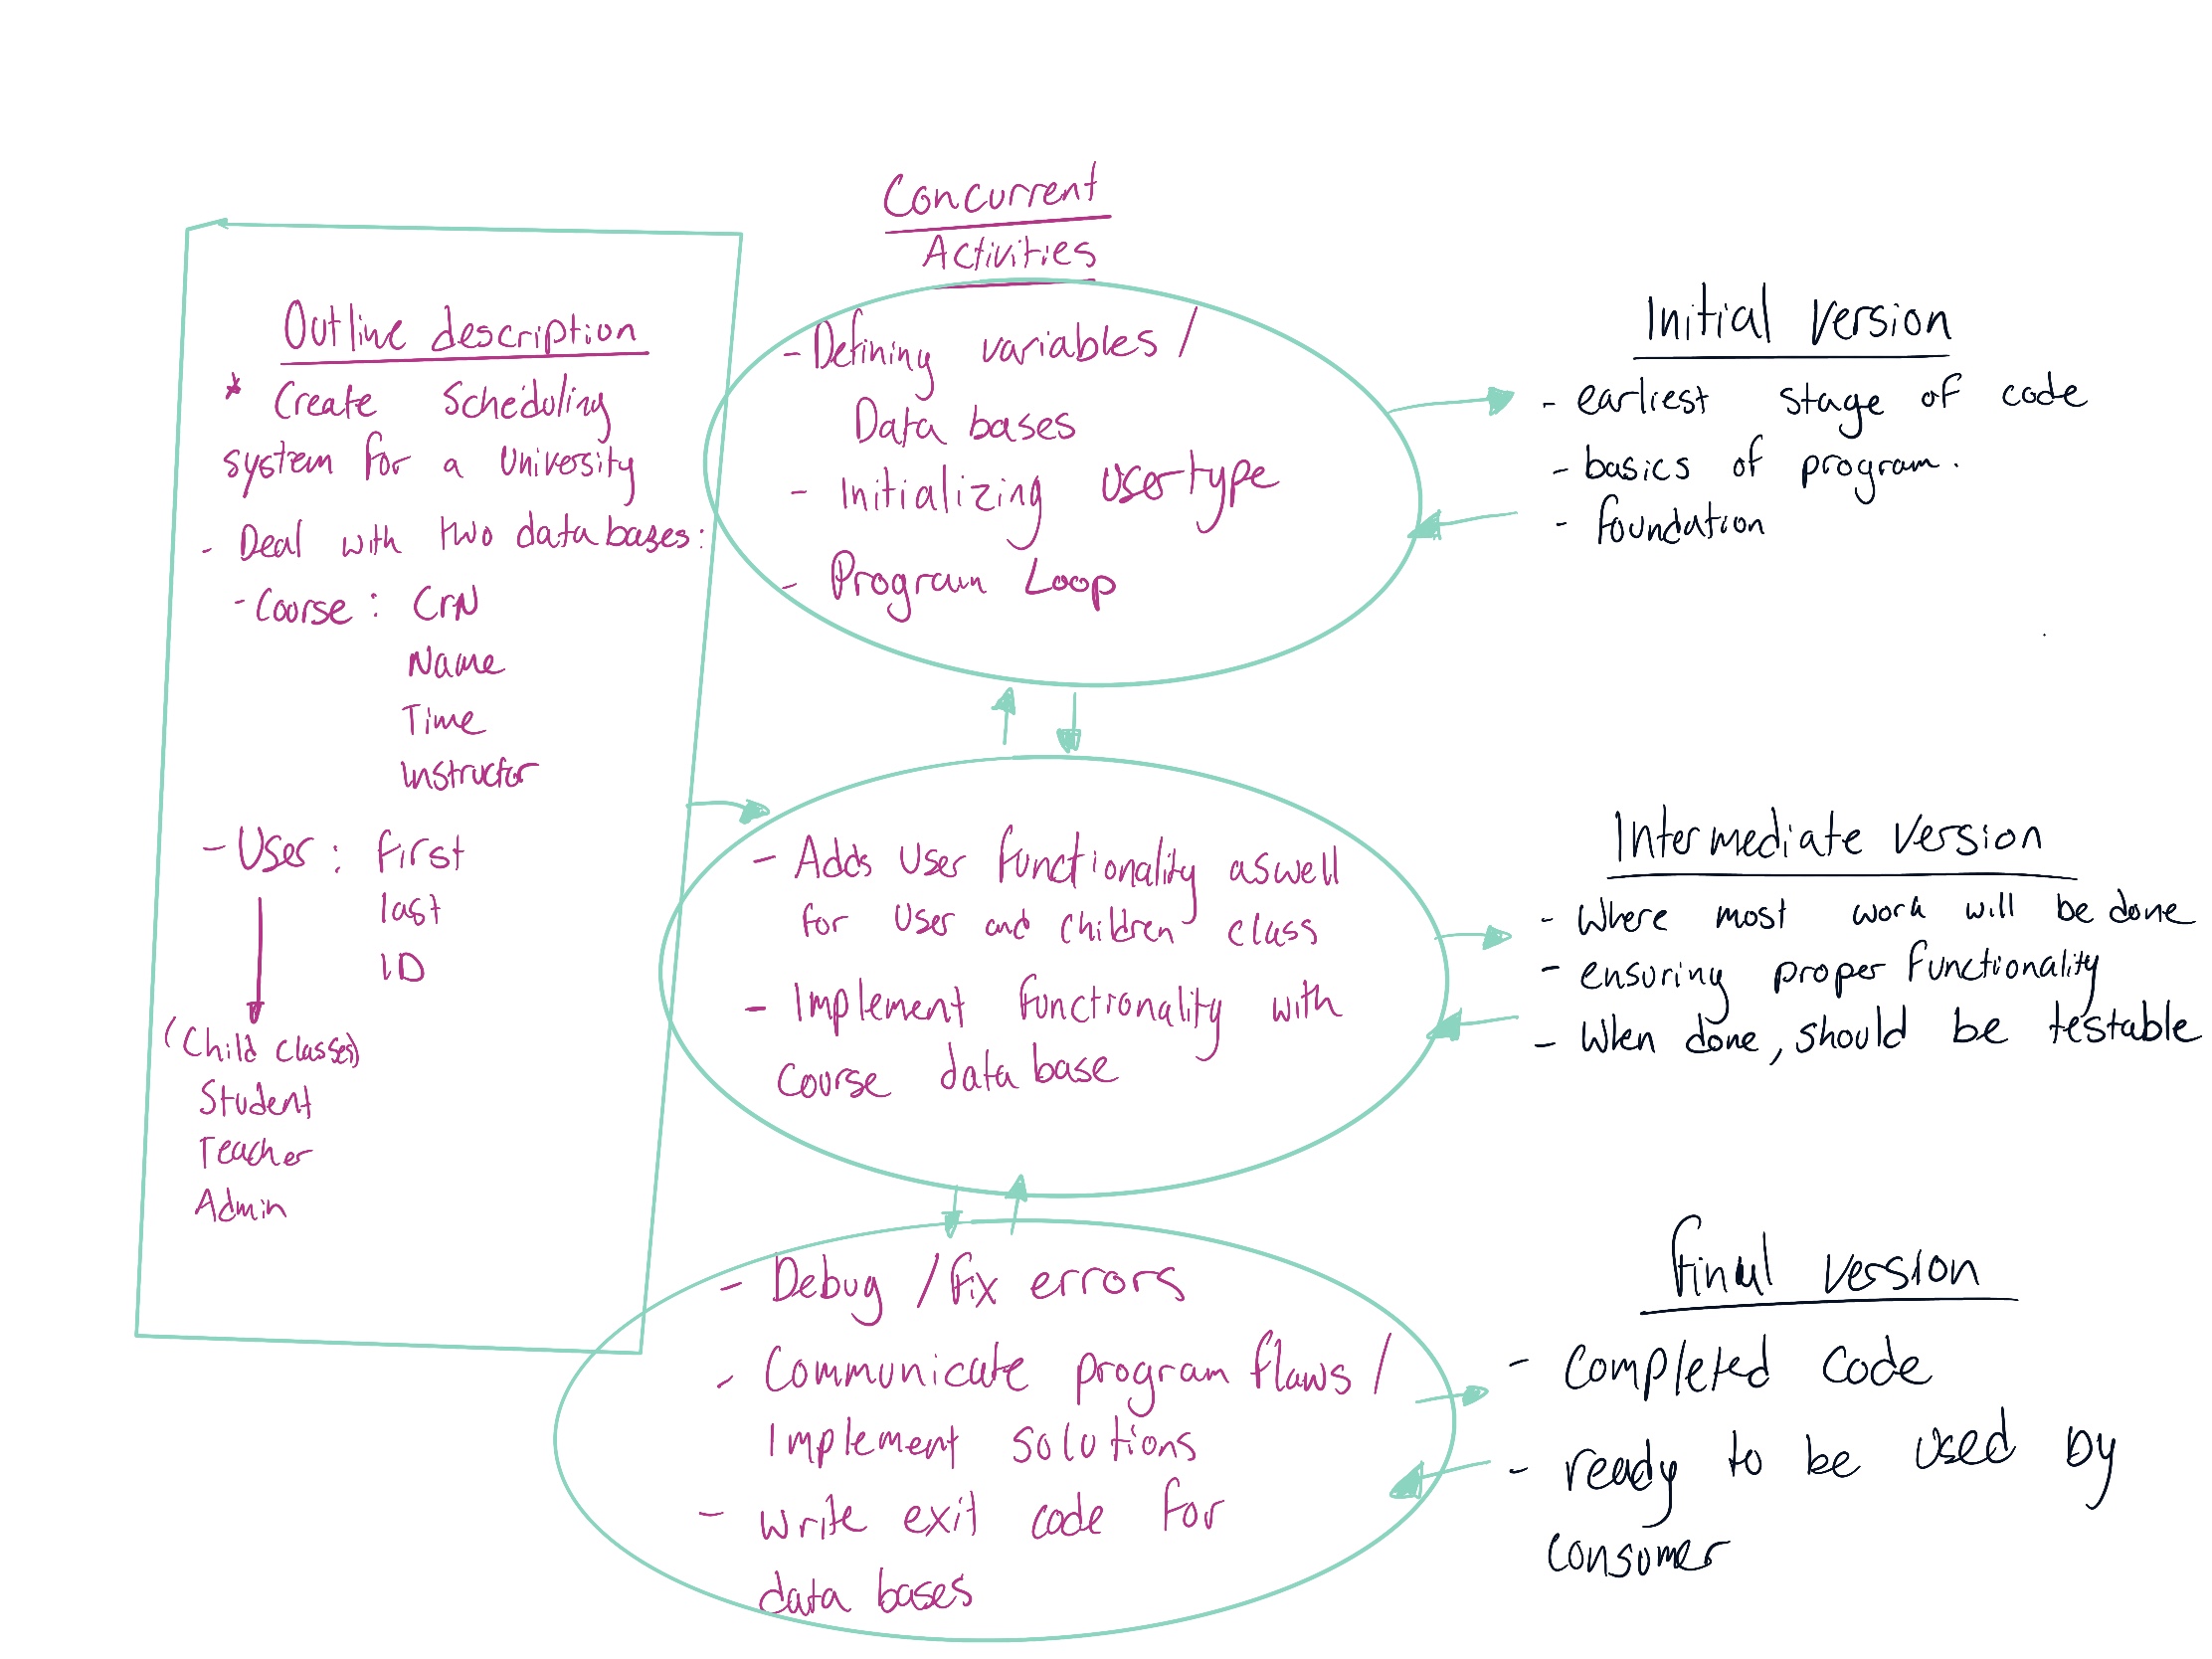 Concurrent
Activities
Outline description
* Create Scheduling
system for a University
- Deal with two data bases:
- Course : CrN
Name
Time
Instructor
- User : first
last
ID
(Child classes)
Student
Teacher
Admin
- Defining variables /
Data bases
- Initializing user type
- Program Loop
- Adds user functionality aswell
for user and children class
- Implement functionality with
course data base
- Debug / fix errors
- Communicate program flaws /
Implement solutions
- write exit code for
data bases
Initial version
- earliest stage of code
- basics of program.
- foundation
Intermediate version
- Where most work will be done
- ensuring proper functionality
- When done, should be testable
final version
- completed code
- ready to be used by
consumer